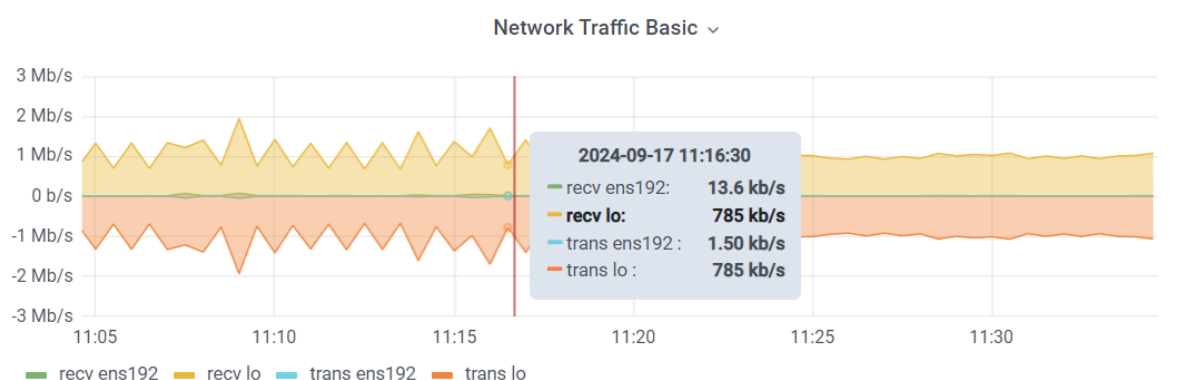 Network Traffic Basic
3 Mb/s
2 Mb/s
1 Mb/s
0 b/s
-1 Mb/s
-2 Mb/s
-3 Mb/s
2024-09-17 11:16:30
recv ens192: 13.6 kb/s
recv lo: 785 kb/s
trans ens192 : 1.50 kb/s
trans lo : 785 kb/s
11:05 11:10 11:15 11:20 11:25 11:30
recv ens192 recv lo trans ens192 trans lo